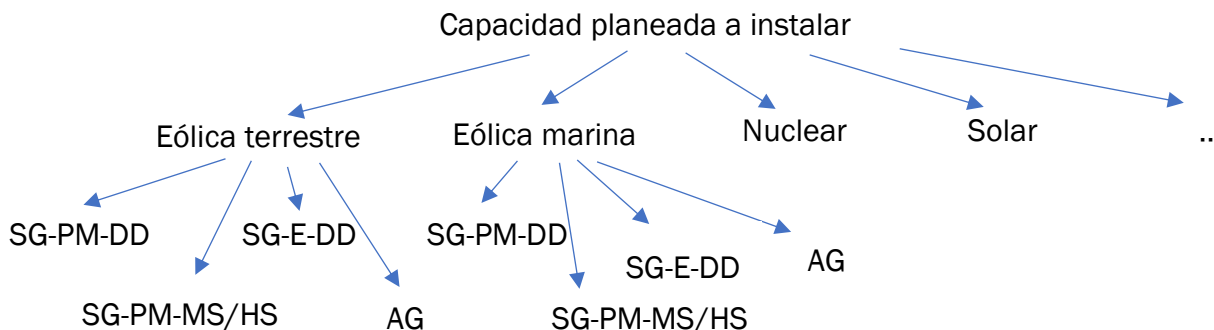 Capacidad planeada a instalar
Eólica terrestre
Eólica marina
Nuclear
Solar
..
SG-PM-DD
SG-E-DD
SG-PM-DD
SG-E-DD
AG
SG-PM-MS/HS
AG
SG-PM-MS/HS